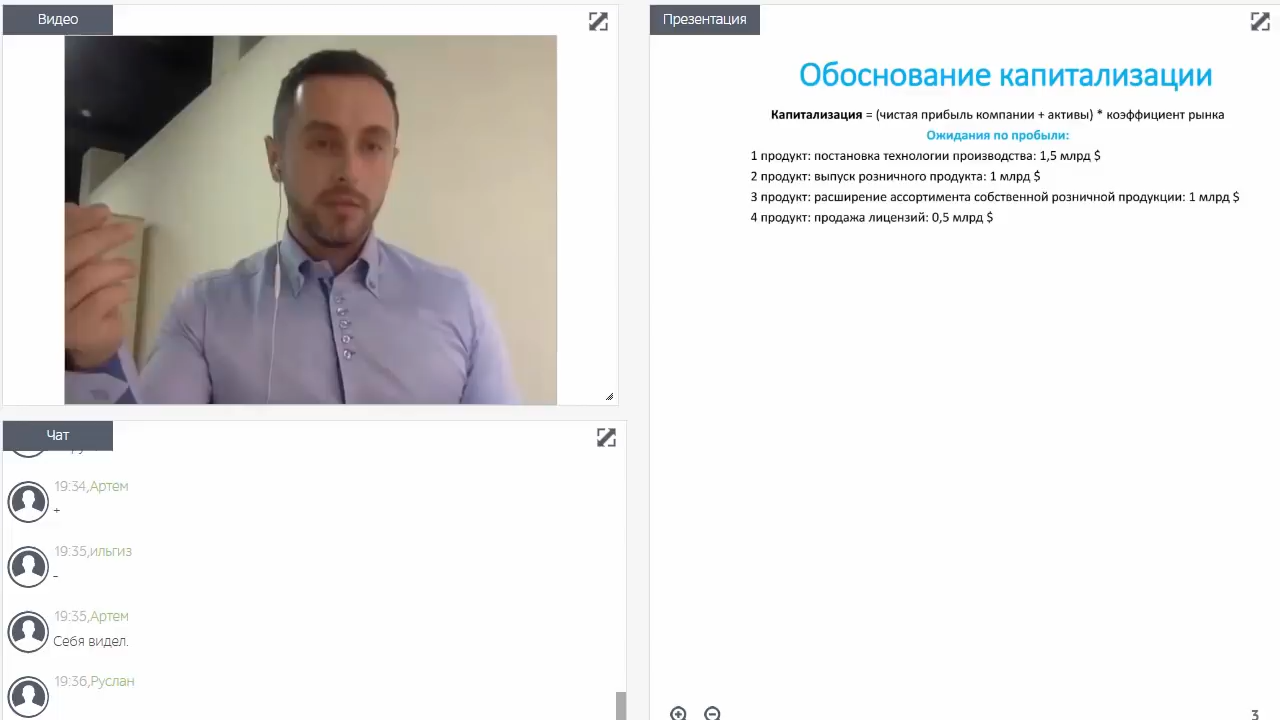 Видео
Презентация
Обоснование капитализации
Капитализация = (чистая прибыль компании + активы) * коэффициент рынка
Ожидания по пробыли:
1 продукт: постановка технологии производства: 1,5 млрд $
2 продукт: выпуск розничного продукта: 1 млрд $
3 продукт: расширение ассортимента собственной розничной продукции: 1 млрд $
4 продукт: продажа лицензий: 0,5 млрд $
3
Чат
19:34,Артем
+
19:35,ильгиз
-
19:35,Артем
Себя видел.
19:36,Руслан